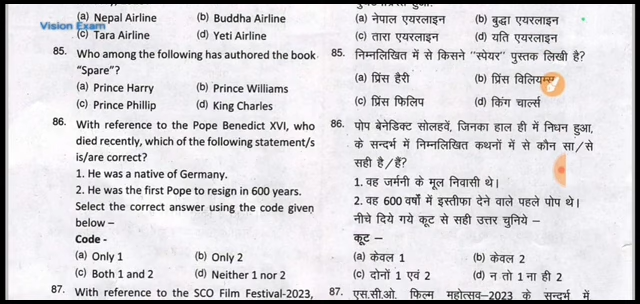 (a) Nepal Airline (b) Buddha Airline
Vision Exam
(c) Tara Airline (d) Yeti Airline
85. Who among the following has authored the book
"Spare"?
(a) Prince Harry (b) Prince Williams
(c) Prince Phillip (d) King Charles
86. With reference to the Pope Benedict XVI, who
died recently, which of the following statement/s
is/are correct?
1. He was a native of Germany.
2. He was the first Pope to resign in 600 years.
Select the correct answer using the code given
below –
Code -
(a) Only 1 (b) Only 2
(c) Both 1 and 2 (d) Neither 1 nor 2
87. With reference to the SCO Film Festival-2023,
(a) नेपाल एयरलाइन (b) बुद्धा एयरलाइन
(c) तारा एयरलाइन (d) यति एयरलाइन
85. निम्नलिखित में से किसने "स्पेयर" पुस्तक लिखी है?
(a) प्रिंस हैरी (b) प्रिंस विलियम्स
(c) प्रिंस फिलिप (d) किंग चार्ल्स
86. पोप बेनेडिक्ट सोलहवें, जिनका हाल ही में निधन हुआ,
के सन्दर्भ में निम्नलिखित कथनों में से कौन सा/से
सही है/हैं?
1. वह जर्मनी के मूल निवासी थे।
2. वह 600 वर्षो में इस्तीफा देने वाले पहले पोप थे।
नीचे दिये गये कूट से सही उत्तर चुनिये –
कूट –
(a) केवल 1 (b) केवल 2
(c) दोनों 1 एवं 2 (d) न तो 1 ना ही 2
87. एस.सी.ओ. फिल्म महोत्सव–2023 के सन्दर्भ में